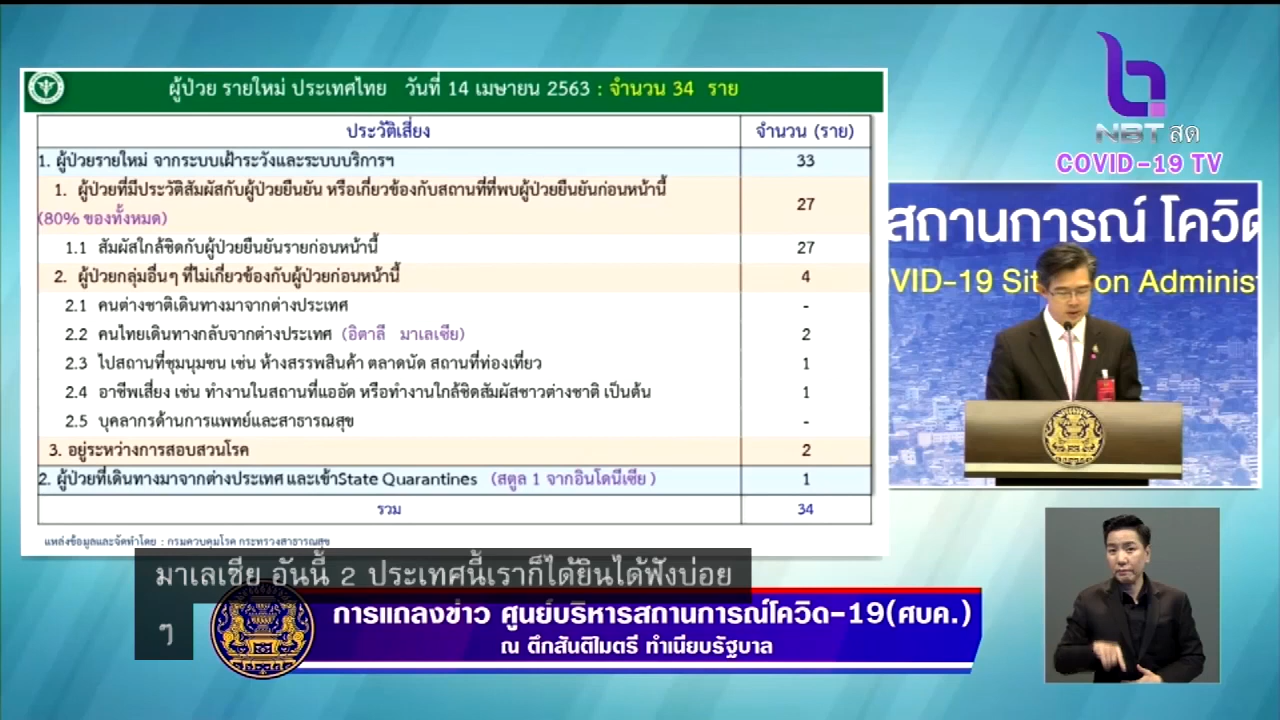 ผู้ป่วย รายใหม่ ประเทศไทย วันที่ 14 เมษายน 2563 : จำนวน 34 ราย
ประวัติเสี่ยง จำนวน (ราย)
1. ผู้ป่วยรายใหม่ จากระบบเฝ้าระวังและระบบบริการฯ 33
1. ผู้ป่วยที่มีประวัติสัมผัสกับผู้ป่วยยืนยัน หรือเกี่ยวข้องกับสถานที่ที่พบผู้ป่วยยืนยันก่อนหน้านี้
(80% ของทั้งหมด) 27
1.1 สัมผัสใกล้ชิดกับผู้ป่วยยืนยันรายก่อนหน้านี้ 27
2. ผู้ป่วยกลุ่มอื่นๆ ที่ไม่เกี่ยวข้องกับผู้ป่วยก่อนหน้านี้ 4
2.1 คนต่างชาติเดินทางมาจากต่างประเทศ -
2.2 คนไทยเดินทางกลับจากต่างประเทศ (อิตาลี มาเลเซีย) 2
2.3 ไปสถานที่ชุมนุมชน เช่น ห้างสรรพสินค้า ตลาดนัด สถานที่ท่องเที่ยว 1
2.4 อาชีพเสี่ยง เช่น ทำงานในสถานที่แออัด หรือทำงานใกล้ชิดสัมผัสชาวต่างชาติ เป็นต้น 1
2.5 บุคลากรด้านการแพทย์และสาธารณสุข -
3. อยู่ระหว่างการสอบสวนโรค 2
2. ผู้ป่วยที่เดินทางมาจากต่างประเทศ และเข้าState Quarantines (สตูล 1 จากอินโดนีเซีย ) 1
รวม 34
แหล่งข้อมูลและจัดทำโดย : กรมควบคุมโรค กระทรวงสาธารณสุข
NBT สด
COVID-19 TV
สถานการณ์ โควิด
VID-19 Sit on Adminis
มาเลเซีย อันนี้ 2 ประเทศนี้เราก็ได้ยินได้ฟังบ่อย
ๆ
การแถลงข่าว ศูนย์บริหารสถานการณ์โควิด-19(ศบค.)
ณ ตึกสันติไมตรี ทำเนียบรัฐบาล